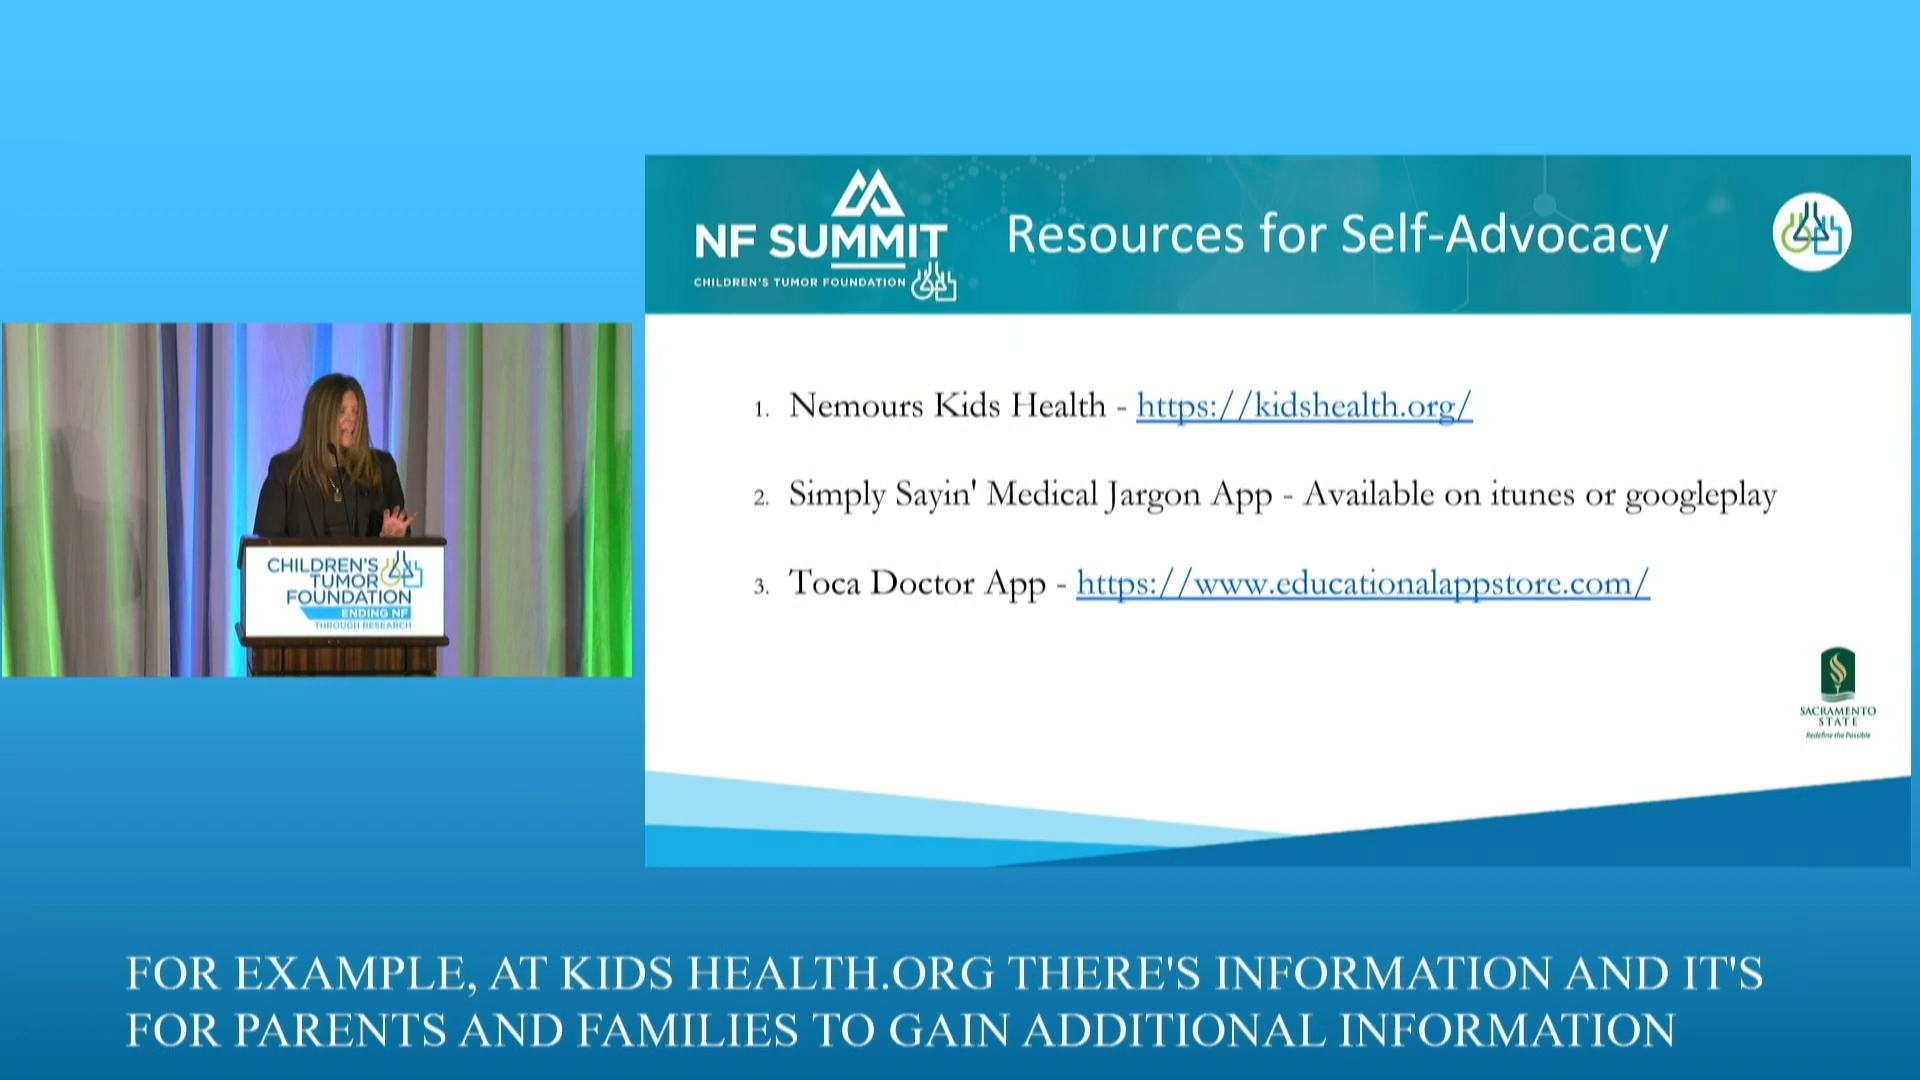 NF SUMMIT
CHILDREN'S TUMOR FOUNDATION
Resources for Self-Advocacy
1. Nemours Kids Health - https://kidshealth.org/
2. Simply Sayin' Medical Jargon App - Available on itunes or googleplay
3. Toca Doctor App - https://www.educationalappstore.com/
SACRAMENTO
STATE
Redefine the Possible
CHILDREN'S
TUMOR
FOUNDATION
ENDING NF
THROUGH RESEARCH
FOR EXAMPLE, AT KIDS HEALTH.ORG THERE'S INFORMATION AND IT'S
FOR PARENTS AND FAMILIES TO GAIN ADDITIONAL INFORMATION